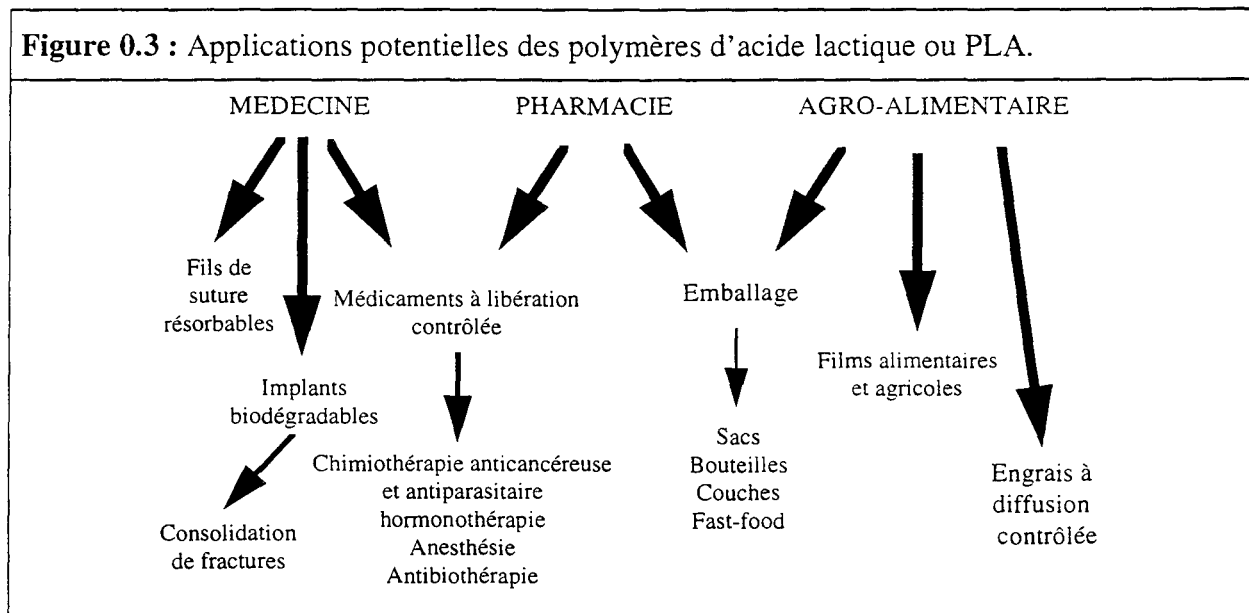 Figure 0.3 : Applications potentielles des polymères d'acide lactique ou PLA.
MEDECINE
PHARMACIE
AGRO-ALIMENTAIRE
Fils de
suture
résorbables
Médicaments à libération
contrôlée
Emballage
Films alimentaires
et agricoles
Implants
biodégradables
Chimiothérapie anticancéreuse
et antiparasitaire
hormonothérapie
Anesthésie
Antibiothérapie
Sacs
Bouteilles
Couches
Fast-food
Engrais à
diffusion
contrôlée
Consolidation
de fractures